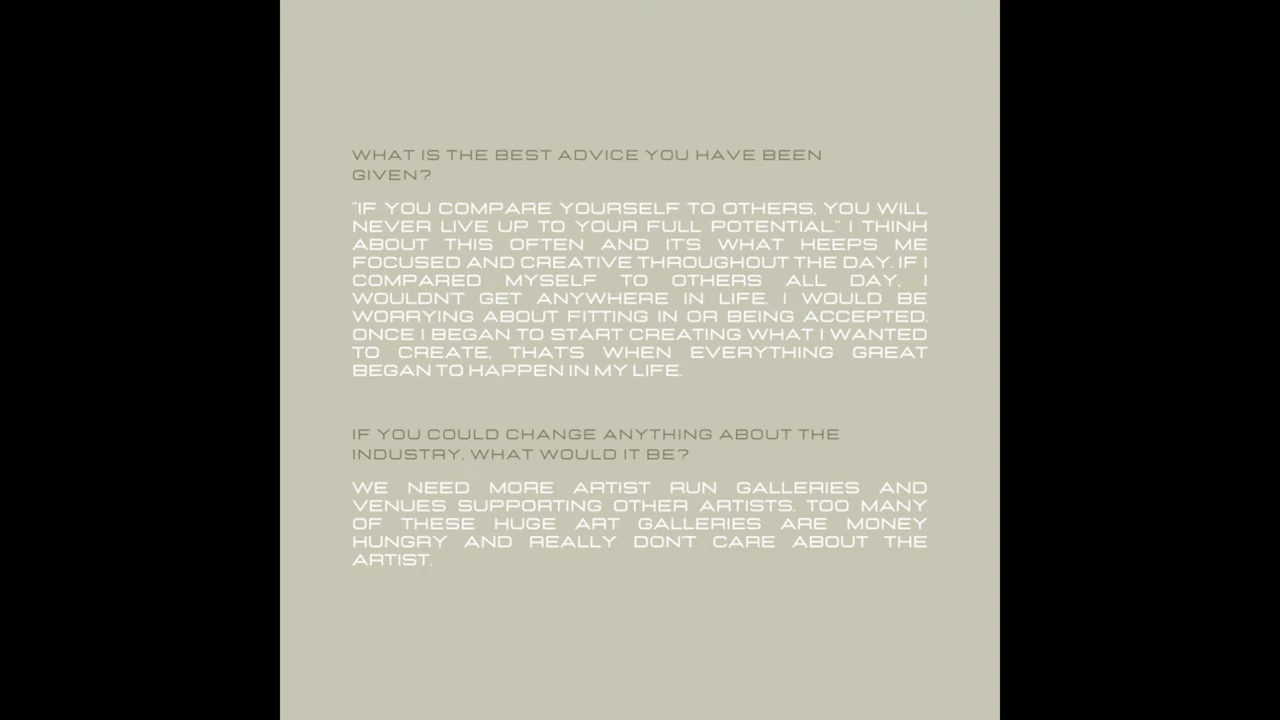 WHAT IS THE BEST ADVICE YOU HAVE BEEN
GIVEN?
"IF YOU COMPARE YOURSELF TO OTHERS, YOU WILL
NEVER LIVE UP TO YOUR FULL POTENTIAL." I THINK
ABOUT THIS OFTEN AND IT'S WHAT KEEPS ME
FOCUSED AND CREATIVE THROUGHOUT THE DAY. IF I
COMPARED MYSELF TO OTHERS ALL DAY, I
WOULDN'T GET ANYWHERE IN LIFE. I WOULD BE
WORRYING ABOUT FITTING IN OR BEING ACCEPTED.
ONCE I BEGAN TO START CREATING WHAT I WANTED
TO CREATE, THAT'S WHEN EVERYTHING GREAT
BEGAN TO HAPPEN IN MY LIFE.
IF YOU COULD CHANGE ANYTHING ABOUT THE
INDUSTRY, WHAT WOULD IT BE?
WE NEED MORE ARTIST RUN GALLERIES AND
VENUES SUPPORTING OTHER ARTISTS. TOO MANY
OF THESE HUGE ART GALLERIES ARE MONEY
HUNGRY AND REALLY DONT CARE ABOUT THE
ARTIST.